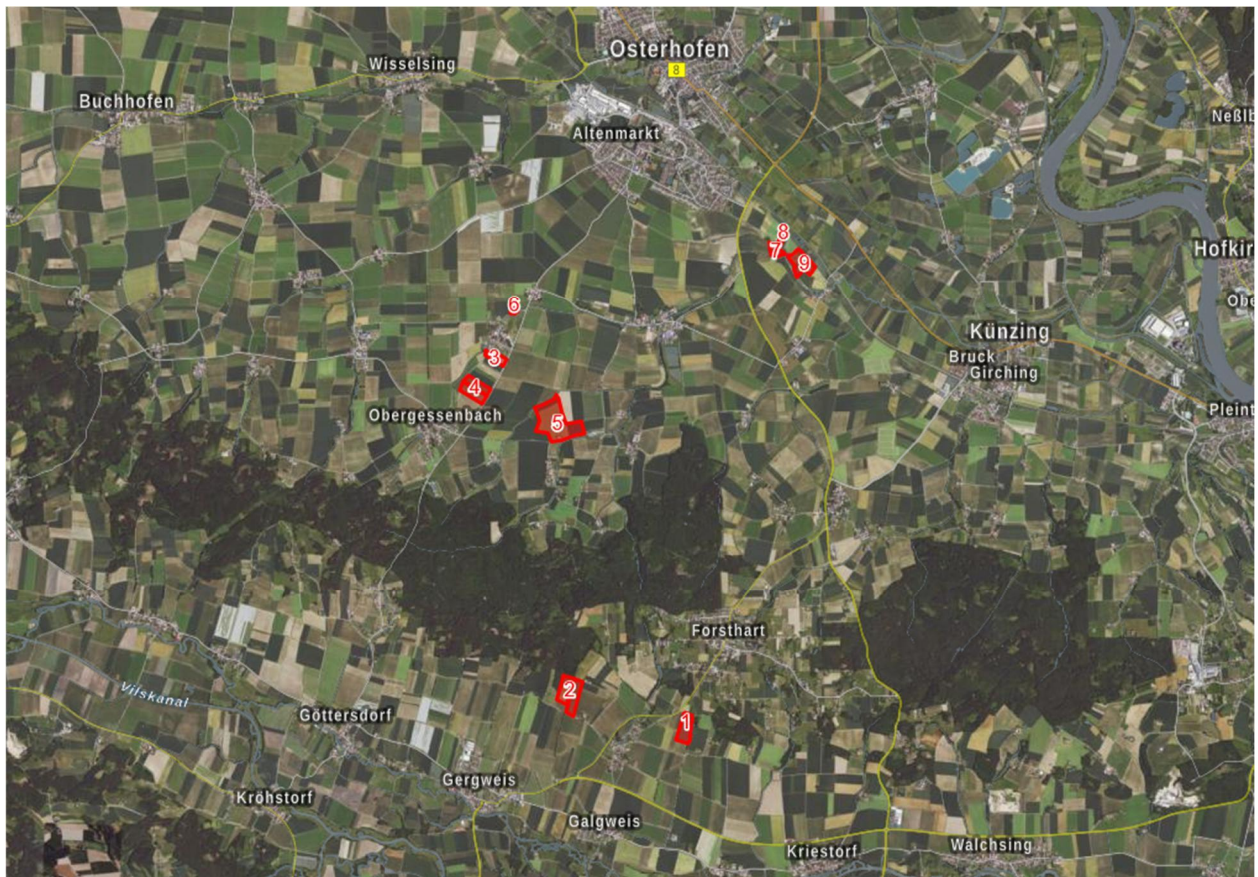 Osterhofen
8
Wisselsing
Buchhofen
Neßlb
Altenmarkt
8
7
9
Hofkir
Obe
6
Künzing
3
Bruck
Girching
4
Obergessenbach
Pleint
5
Forsthart
2
Vilskanal
Göttersdorf
1
Gergweis
Kröhstorf
Galgweis
Kriestorf
Walchsing